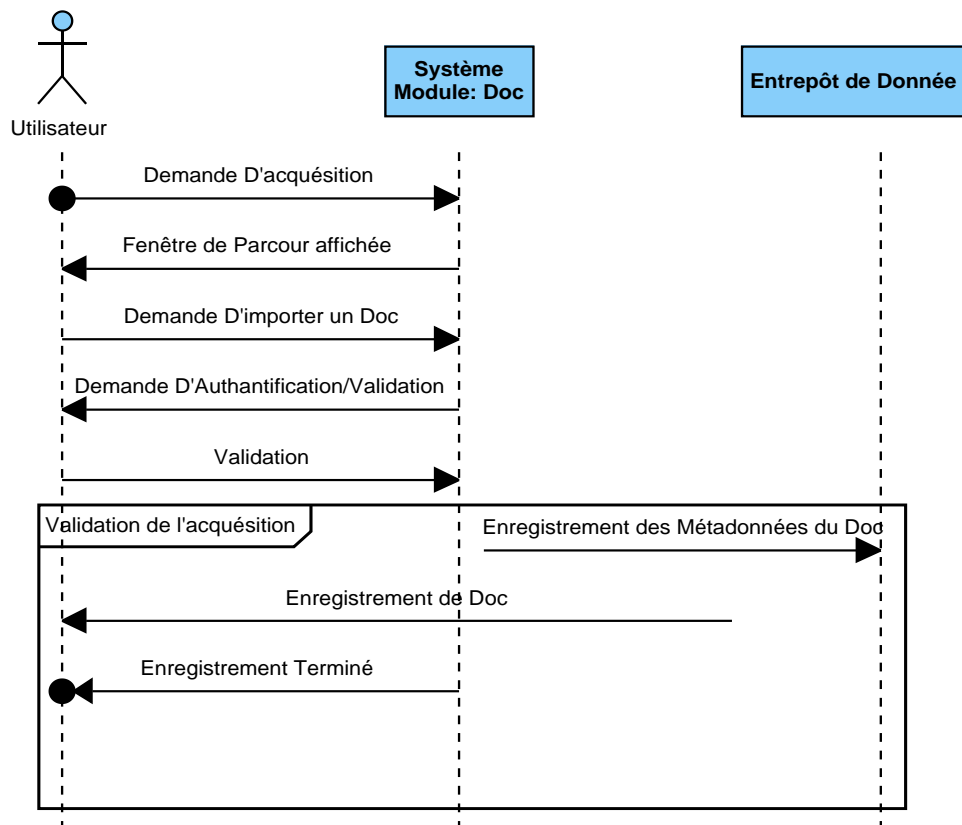 Utilisateur
Système
Module: Doc
Entrepôt de Donnée
Demande D'acquésition
Fenêtre de Parcour affichée
Demande D'importer un Doc
Demande D'Authantification/Validation
Validation
Validation de l'acquésition
Enregistrement des Métadonnées du Doc
Enregistrement de Doc
Enregistrement Terminé